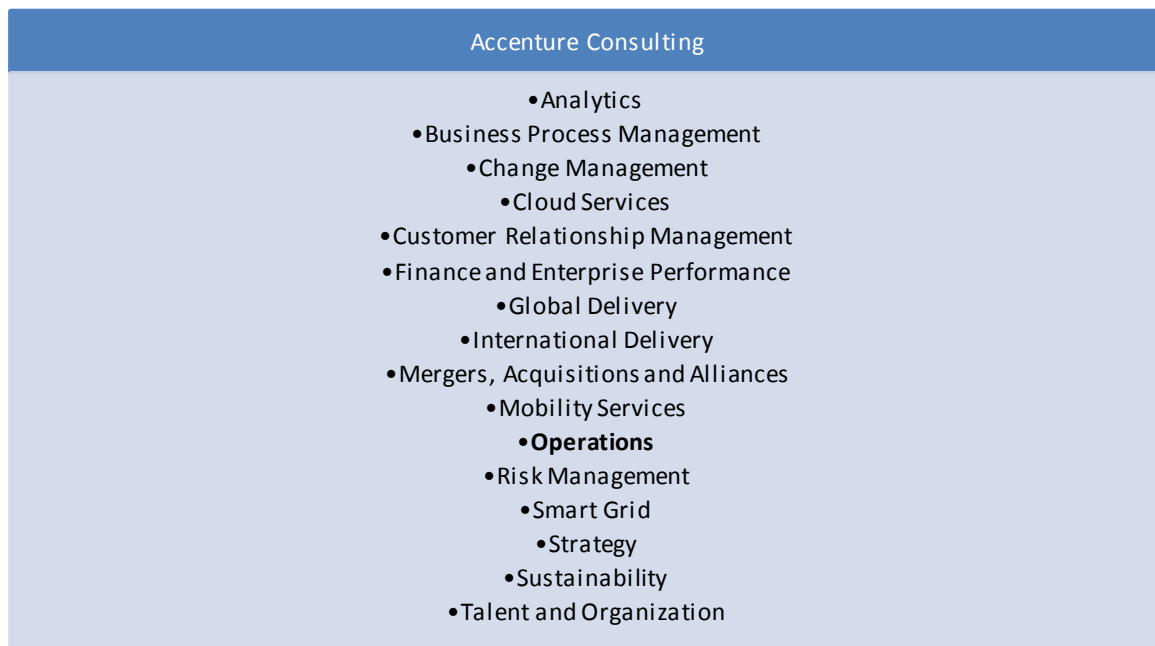 Accenture Consulting
•Analytics
•Business Process Management
•Change Management
•Cloud Services
•Customer Relationship Management
•Finance and Enterprise Performance
•Global Delivery
•International Delivery
•Mergers, Acquisitions and Alliances
•Mobility Services
•Operations
•Risk Management
•Smart Grid
•Strategy
•Sustainability
•Talent and Organization